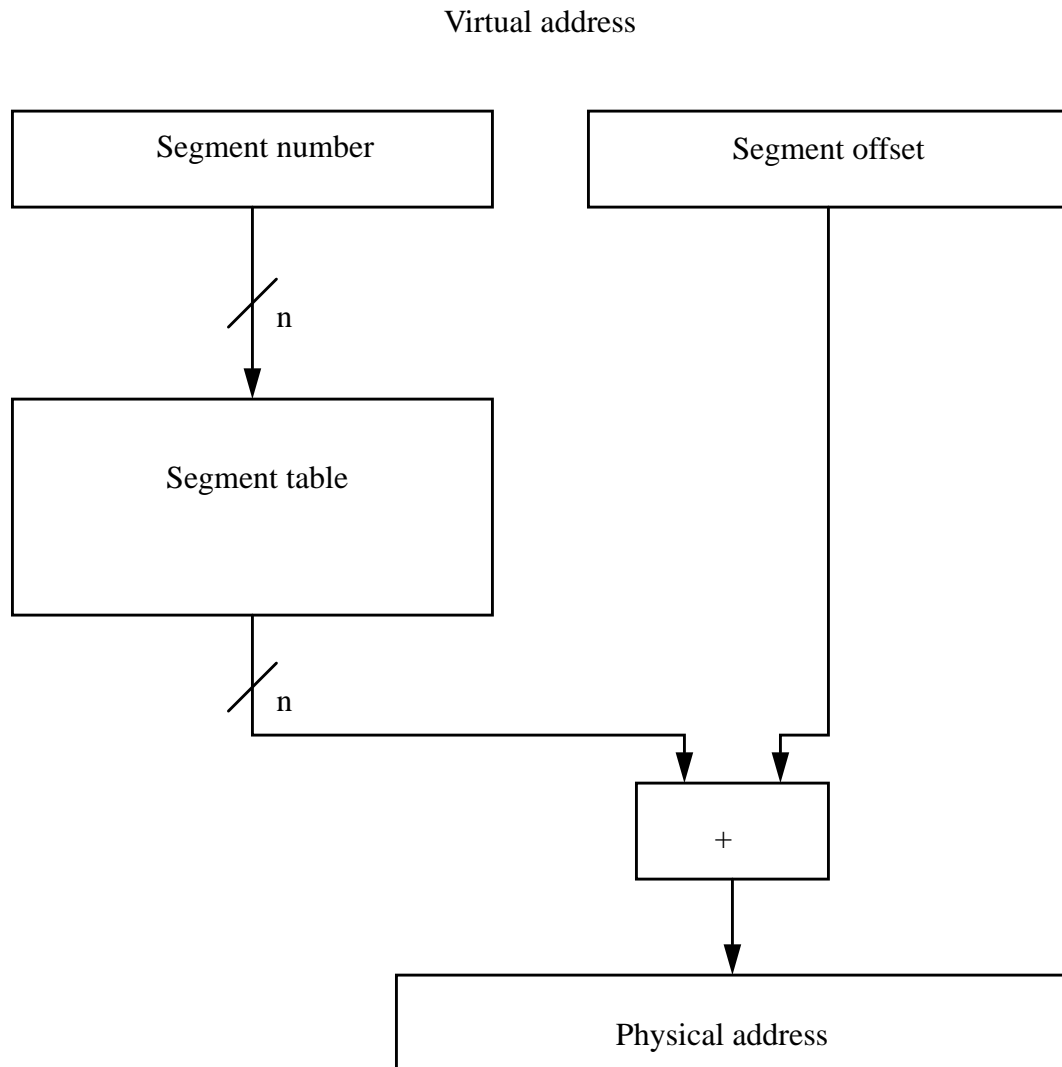 Virtual address
Segment number
Segment offset
n
Segment table
n
+
Physical address